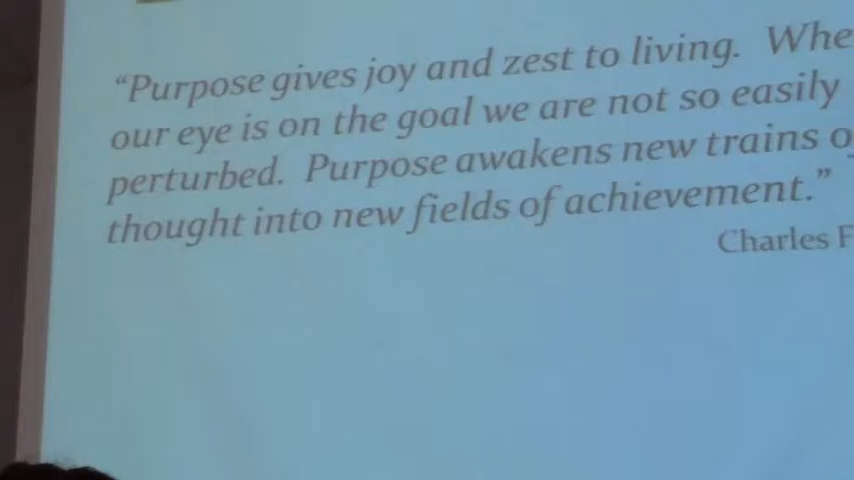 “Purpose gives joy and zest to living. Whe
our eye is on the goal we are not so easily
perturbed. Purpose awakens new trains o
thought into new fields of achievement.”
Charles F